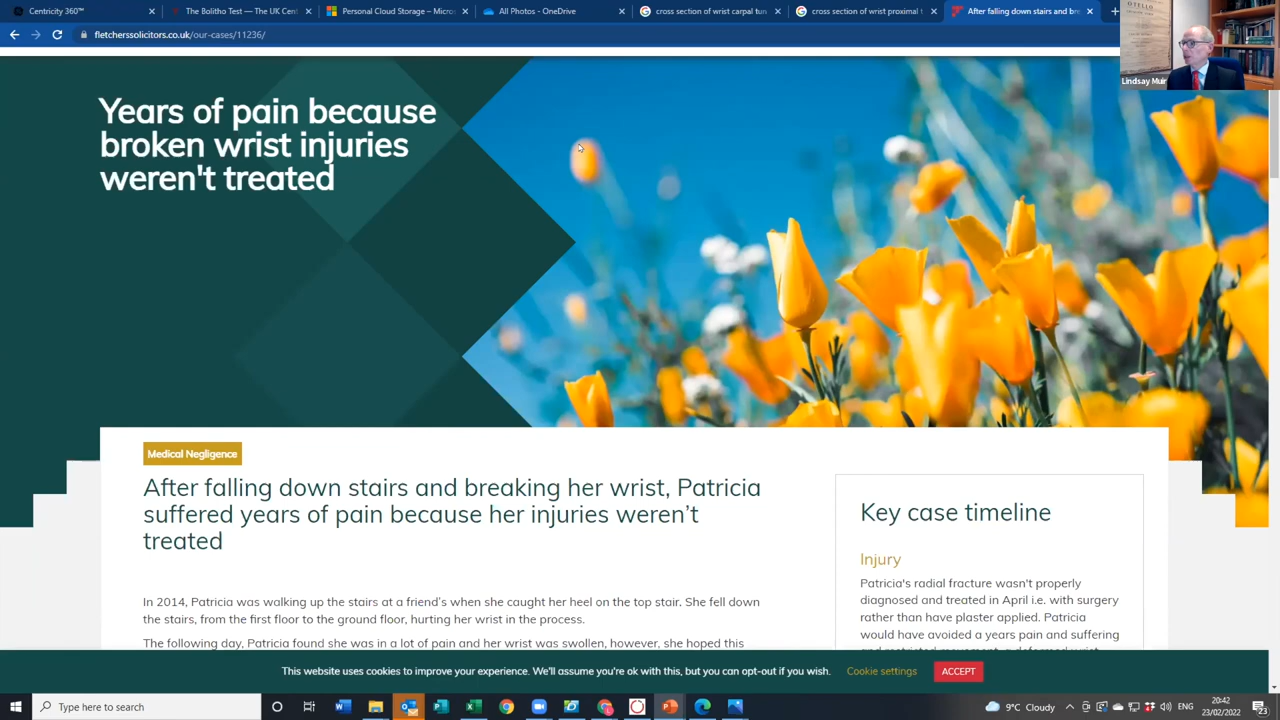 Centricity 360™
The Bolitho Test — The UK Cen
Personal Cloud Storage – Micros
All Photos - OneDrive
cross section of wrist carpal tun
cross section of wrist proximal t
After falling down stairs and bre
fletcherssolicitors.co.uk/our-cases/11236/
OTELLO
Lindsay Muir
Years of pain because
broken wrist injuries
weren't treated
Medical Negligence
After falling down stairs and breaking her wrist, Patricia
suffered years of pain because her injuries weren’t
treated
In 2014, Patricia was walking up the stairs at a friend’s when she caught her heel on the top stair. She fell down
the stairs, from the first floor to the ground floor, hurting her wrist in the process.
The following day, Patricia found she was in a lot of pain and her wrist was swollen, however, she hoped this
Key case timeline
Injury
Patricia's radial fracture wasn't properly
diagnosed and treated in April i.e. with surgery
rather than have plaster applied. Patricia
would have avoided a years pain and suffering
and restricted movement, a deformed wrist
This website uses cookies to improve your experience. We'll assume you're ok with this, but you can opt-out if you wish.
Cookie settings
ACCEPT
Type here to search
9°C Cloudy
ENG
20:42
23/02/2022
23